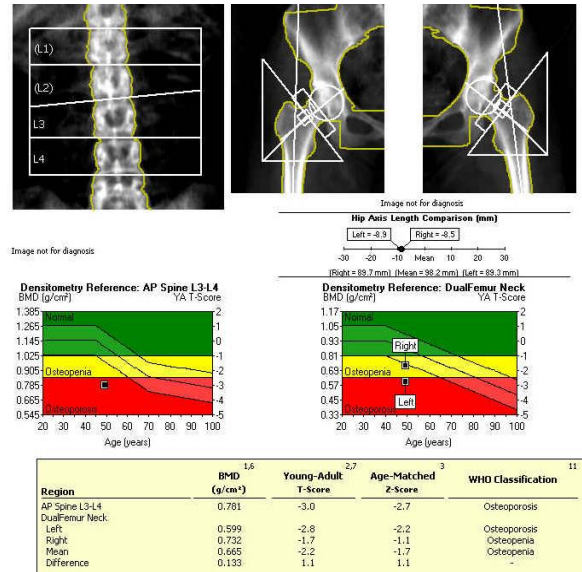 (L1)
(L2)
L3
L4
Image not for diagnosis
Image not for diagnosis
Hip Axis Length Comparison (mm)
Left = -8.9 Right = -8.5
-30 -20 -10 Mean 10 20 30
(Right = 89.7 mm) (Mean = 98.2 mm) (Left = 89.3 mm)
Densitometry Reference: AP Spine L3-L4
BMD (g/cm²) YA T-Score
1.385 2
1.265 Normal 1
1.145 0
1.025 -1
0.905 Osteopenia -2
0.785 -3
0.665 -4
0.545 Osteoporosis -5
20 30 40 50 60 70 80 90 100
Age (years)
Densitometry Reference: DualFemur Neck
BMD (g/cm²) YA T-Score
1.17 2
1.05 Normal 1
0.93 Right 0
0.81 -1
0.69 Osteopenia -2
0.57 -3
0.45 Left -4
0.33 Osteoporosis -5
20 30 40 50 60 70 80 90 100
Age (years)
1,6 2,7 3 11
BMD Young-Adult Age-Matched WHO Classification
Region (g/cm²) T-Score Z-Score
AP Spine L3-L4 0.781 -3.0 -2.7 Osteoporosis
DualFemur Neck
Left 0.599 -2.8 -2.2 Osteoporosis
Right 0.732 -1.7 -1.1 Osteopenia
Mean 0.665 -2.2 -1.7 Osteopenia
Difference 0.133 1.1 1.1 -